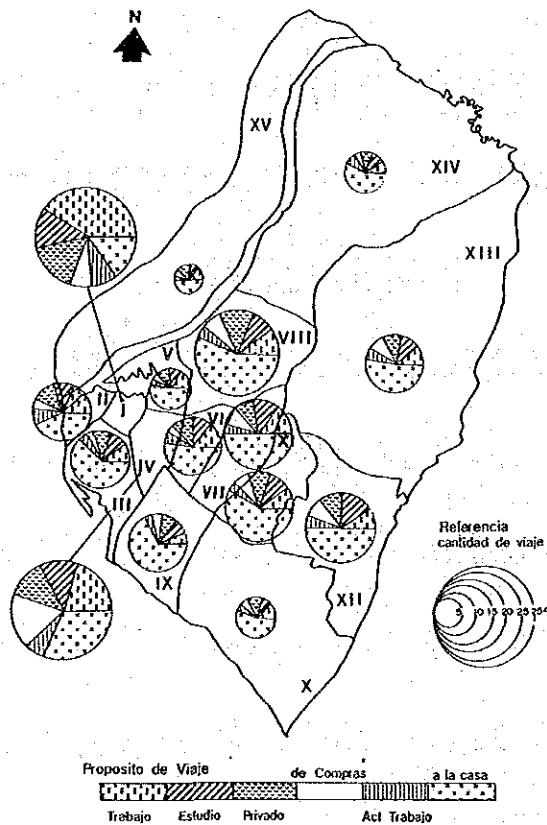 N
XV
XIV
XIII
V
VIII
II
I
VI
XI
IV
VII
III
IX
XII
X
Referencia
cantidad de viaje
5 10 15 20 25 254
Proposito de Viaje
de Compras
a la casa
Trabajo
Estudio
Privado
Act Trabajo